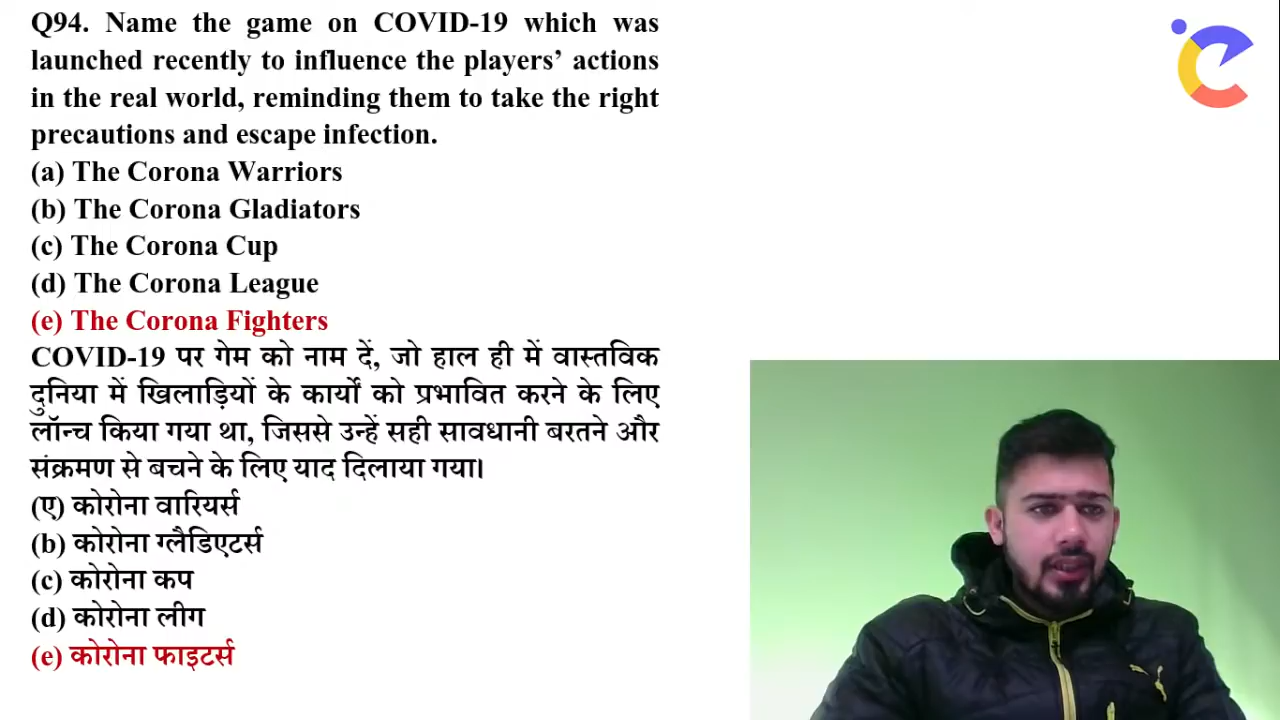 Q94. Name the game on COVID-19 which was
launched recently to influence the players’ actions
in the real world, reminding them to take the right
precautions and escape infection.
(a) The Corona Warriors
(b) The Corona Gladiators
(c) The Corona Cup
(d) The Corona League
(e) The Corona Fighters
COVID-19 पर गेम को नाम दें, जो हाल ही में वास्तविक
दुनिया में खिलाड़ियों के कार्यों को प्रभावित करने के लिए
लॉन्च किया गया था, जिससे उन्हें सही सावधानी बरतने और
संक्रमण से बचने के लिए याद दिलाया गया।
(ए) कोरोना वारियर्स
(b) कोरोना ग्लैडिएटर्स
(c) कोरोना कप
(d) कोरोना लीग
(e) कोरोना फाइटर्स